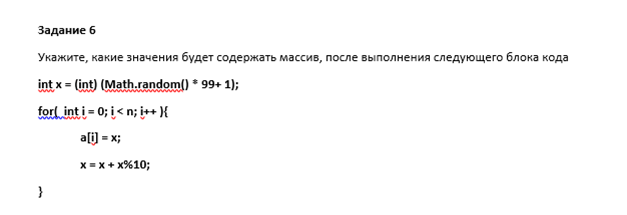 Задание 6
Укажите, какие значения будет содержать массив, после выполнения следующего блока кода
int x = (int) (Math.random() * 99+ 1);
for(  int i = 0; i < n; i++ ){
a[i] = x;
x = x + x%10;
}